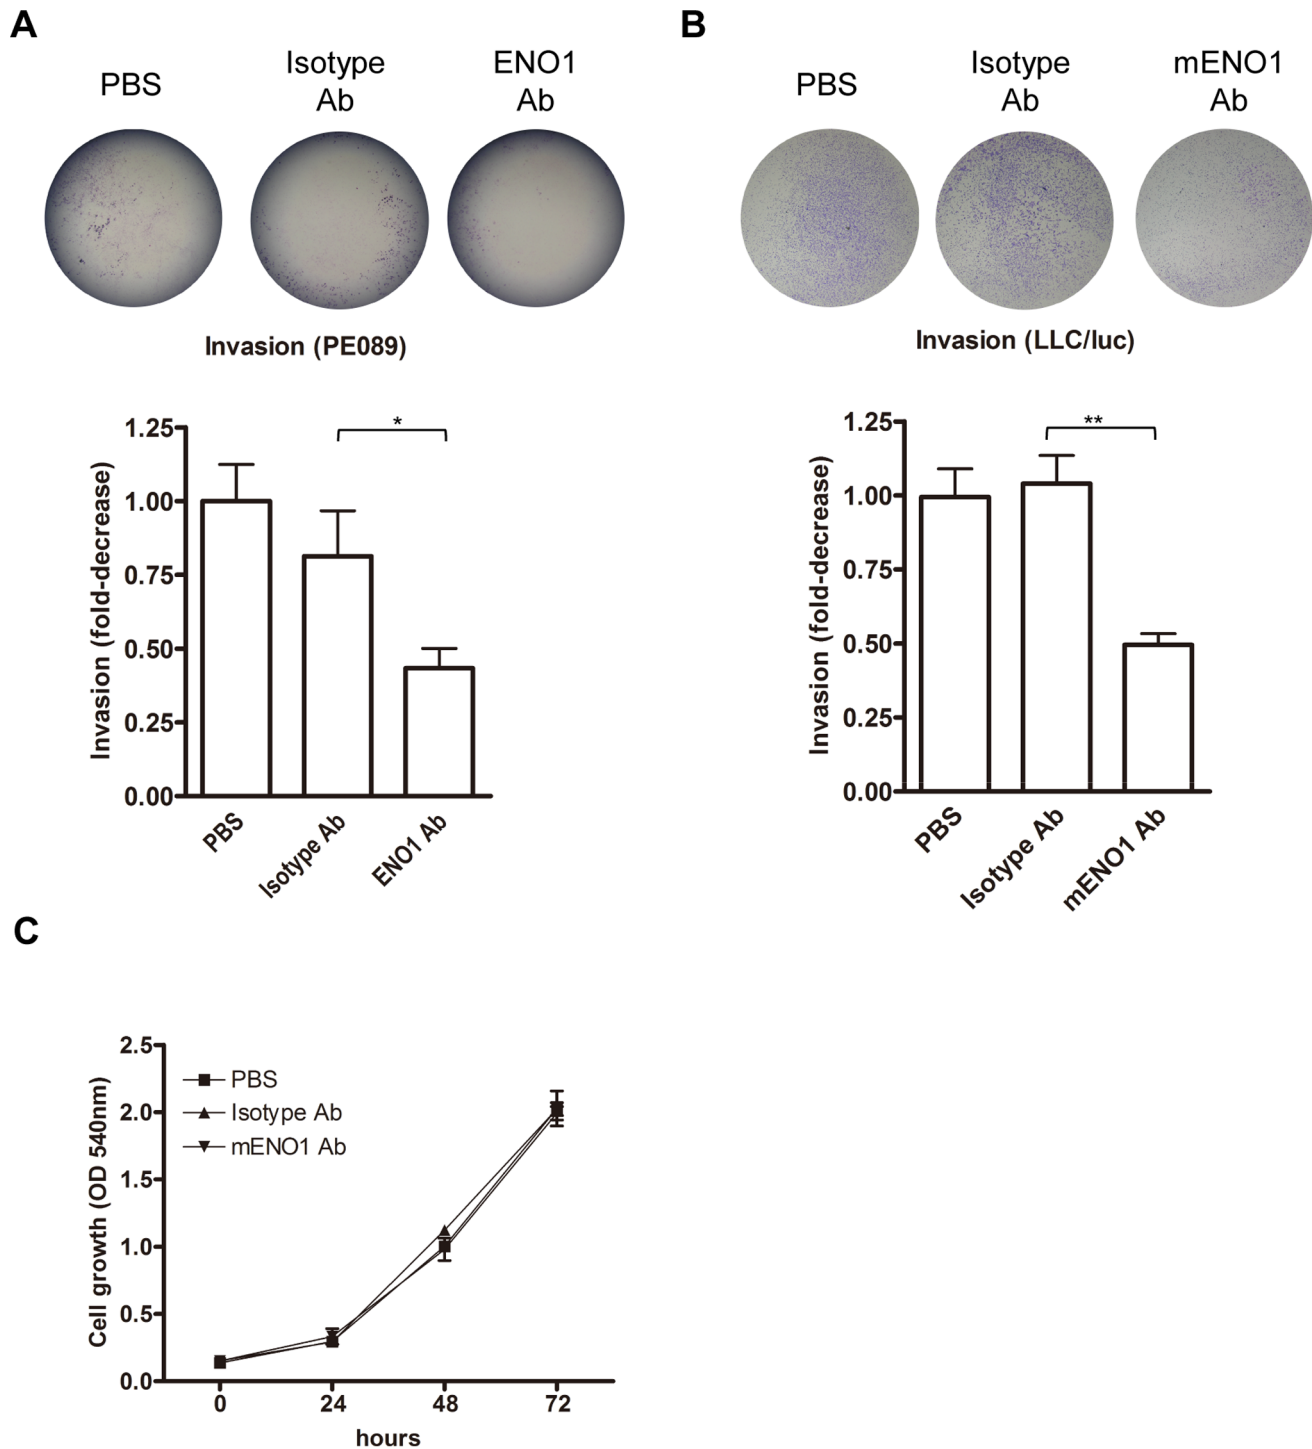 A
B
PBS
Isotype
Ab
ENO1
Ab
PBS
Isotype
Ab
mENO1
Ab
Invasion (PE089)
Invasion (LLC/luc)
Invasion (fold-decrease)
1.25
1.00
0.75
0.50
0.25
0.00
*
PBS
Isotype Ab
ENO1 Ab
Invasion (fold-decrease)
1.25
1.00
0.75
0.50
0.25
0.00
**
PBS
Isotype Ab
mENO1 Ab
C
Cell growth (OD 540nm)
2.5
2.0
1.5
1.0
0.5
0.0
PBS
Isotype Ab
mENO1 Ab
0
24
48
72
hours